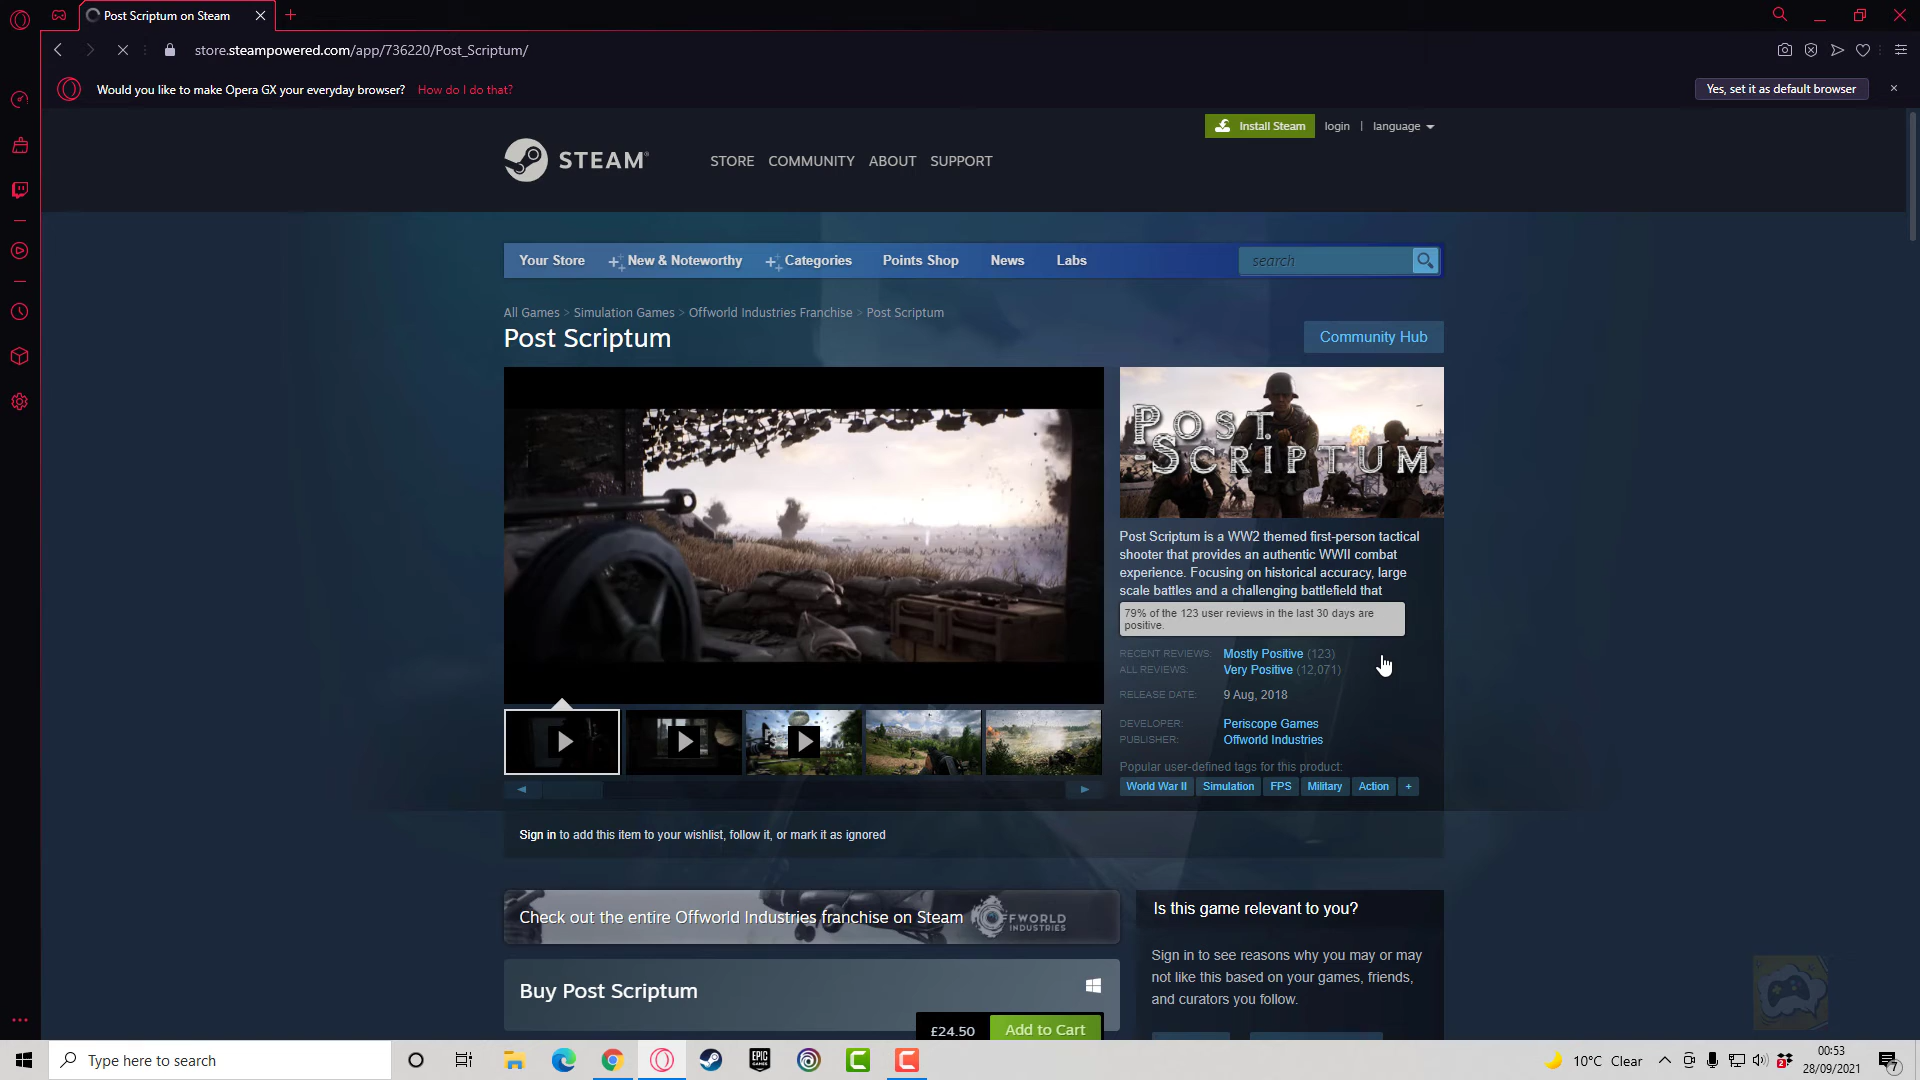 Post Scriptum on Steam
store.steampowered.com/app/736220/Post_Scriptum/
Would you like to make Opera GX your everyday browser? How do I do that?
Yes, set it as default browser
Install Steam
login | language
STEAM®
STORE COMMUNITY ABOUT SUPPORT
Your Store New & Noteworthy Categories Points Shop News Labs
search
All Games > Simulation Games > Offworld Industries Franchise > Post Scriptum
Post Scriptum
Community Hub
POST
SCRIPTUM
Post Scriptum is a WW2 themed first-person tactical
shooter that provides an authentic WWII combat
experience. Focusing on historical accuracy, large
scale battles and a challenging battlefield that
79% of the 123 user reviews in the last 30 days are
positive.
RECENT REVIEWS: Mostly Positive (123)
ALL REVIEWS: Very Positive (12,071)
RELEASE DATE: 9 Aug, 2018
DEVELOPER: Periscope Games
PUBLISHER: Offworld Industries
Popular user-defined tags for this product:
World War II Simulation FPS Military Action +
Sign in to add this item to your wishlist, follow it, or mark it as ignored
Check out the entire Offworld Industries franchise on Steam
OFFWORLD
INDUSTRIES
Is this game relevant to you?
Sign in to see reasons why you may or may
not like this based on your games, friends,
and curators you follow.
Buy Post Scriptum
£24.50 Add to Cart
Type here to search
EPIC
GAMES
10°C Clear
2
00:53
28/09/2021
7